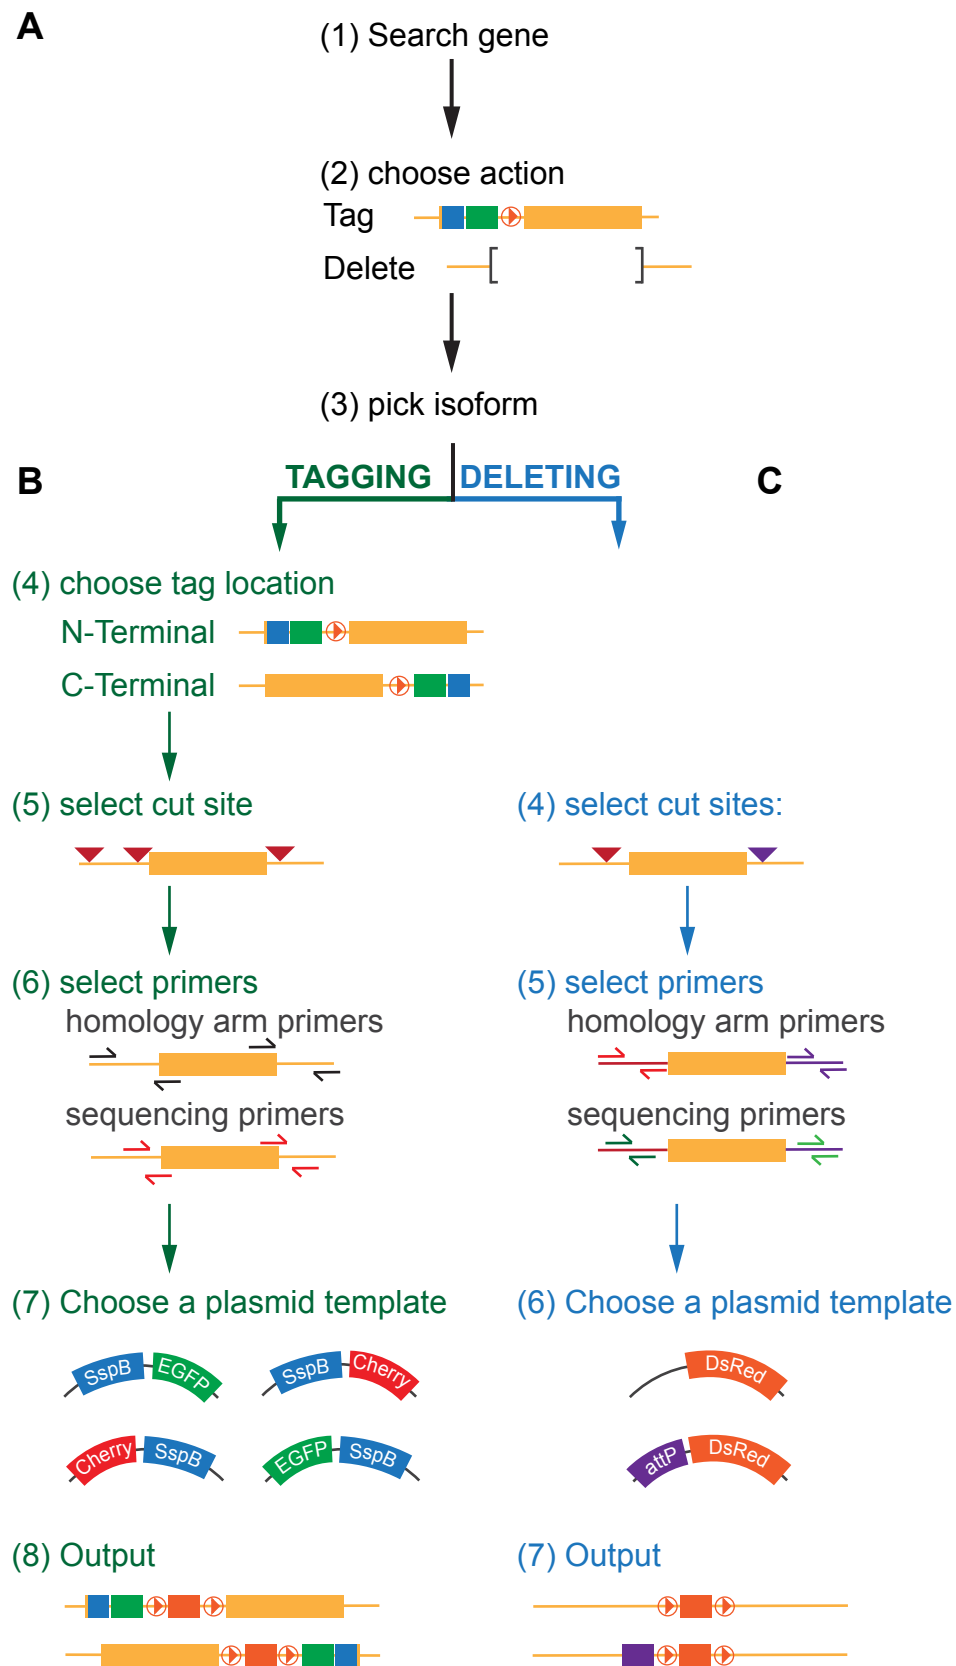 A
(1) Search gene
(2) choose action
Tag
Delete
(3) pick isoform
B
TAGGING
DELETING
C
(4) choose tag location
N-Terminal
C-Terminal
(5) select cut site
(6) select primers
homology arm primers
sequencing primers
(7) Choose a plasmid template
SspB EGFP
SspB Cherry
Cherry SspB
EGFP SspB
(8) Output
(4) select cut sites:
(5) select primers
homology arm primers
sequencing primers
(6) Choose a plasmid template
DsRed
attP DsRed
(7) Output